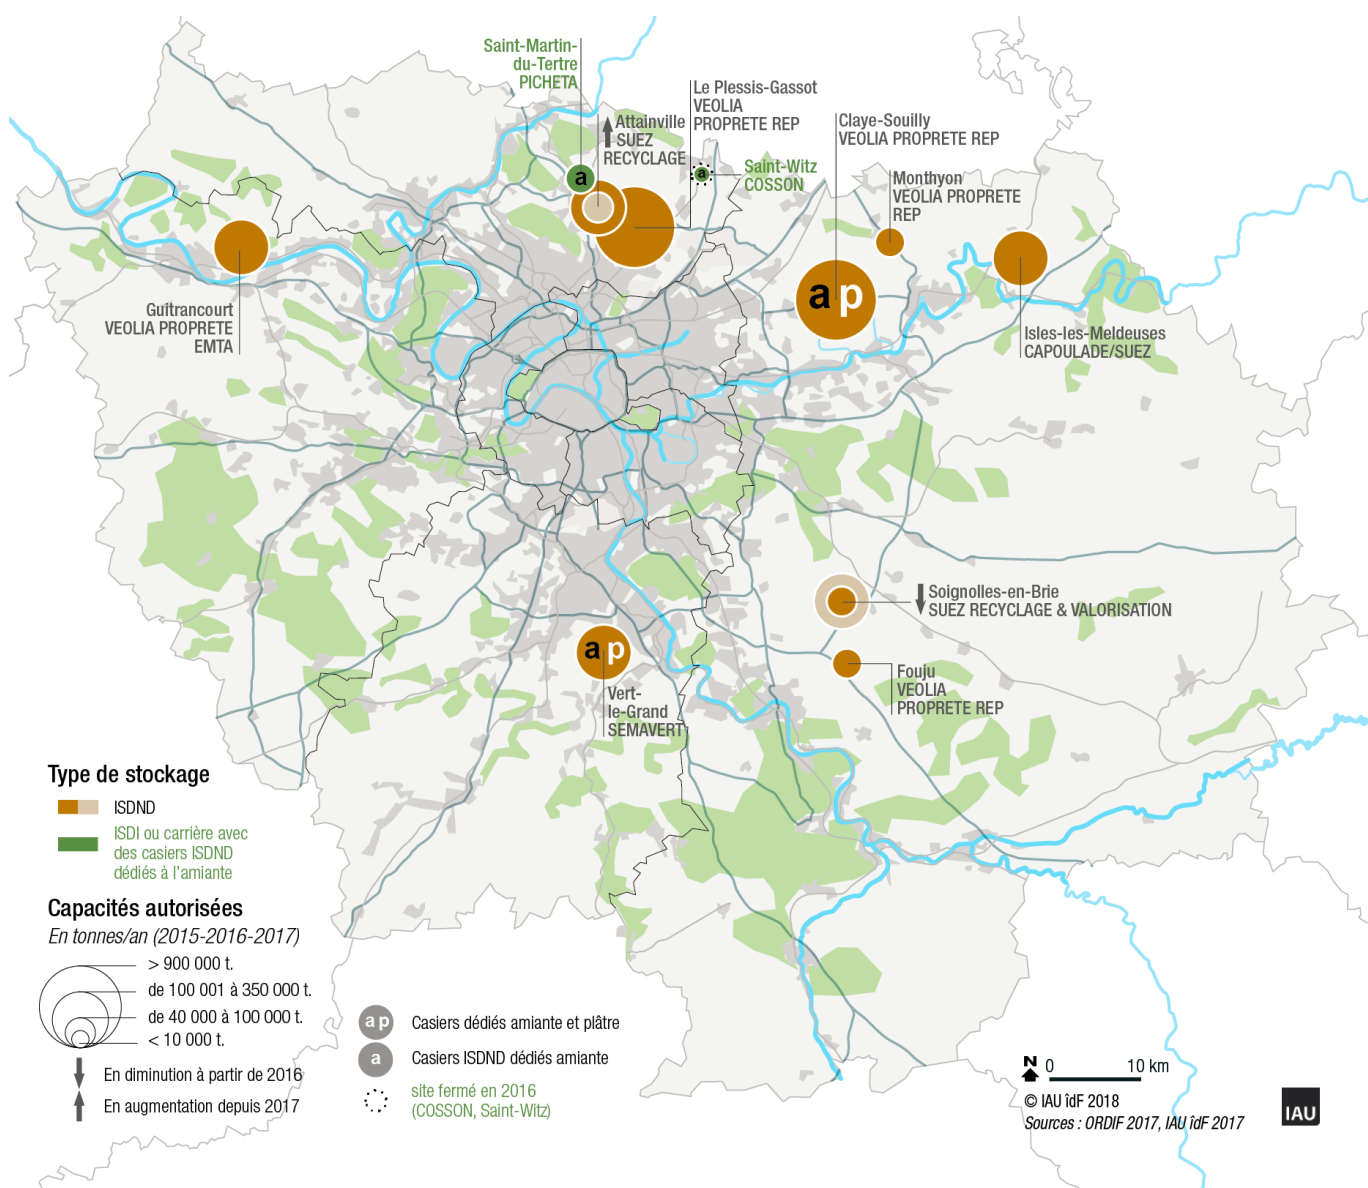 Saint-Martin-
du-Tertre
PICHETA
Le Plessis-Gassot
VEOLIA
PROPRETE REP
Attainville
SUEZ
RECYCLAGE
Claye-Souilly
VEOLIA PROPRETE REP
Saint-Witz
COSSON
Monthyon
VEOLIA PROPRETE
REP
a
a
a p
Guitrancourt
VEOLIA PROPRETE
EMTA
Isles-les-Meldeuses
CAPOULADE/SUEZ
Soignolles-en-Brie
SUEZ RECYCLAGE & VALORISATION
a p
Fouju
VEOLIA
PROPRETE REP
Vert-
le-Grand
SEMAVERT
Type de stockage
ISDND
ISDI ou carrière avec
des casiers ISDND
dédiés à l'amiante
Capacités autorisées
En tonnes/an (2015-2016-2017)
> 900 000 t.
de 100 001 à 350 000 t.
de 40 000 à 100 000 t.
< 10 000 t.
En diminution à partir de 2016
En augmentation depuis 2017
a p
Casiers dédiés amiante et plâtre
a
Casiers ISDND dédiés amiante
site fermé en 2016
(COSSON, Saint-Witz)
N
0
10 km
© IAU îdF 2018
Sources : ORDIF 2017, IAU îdF 2017
IAU